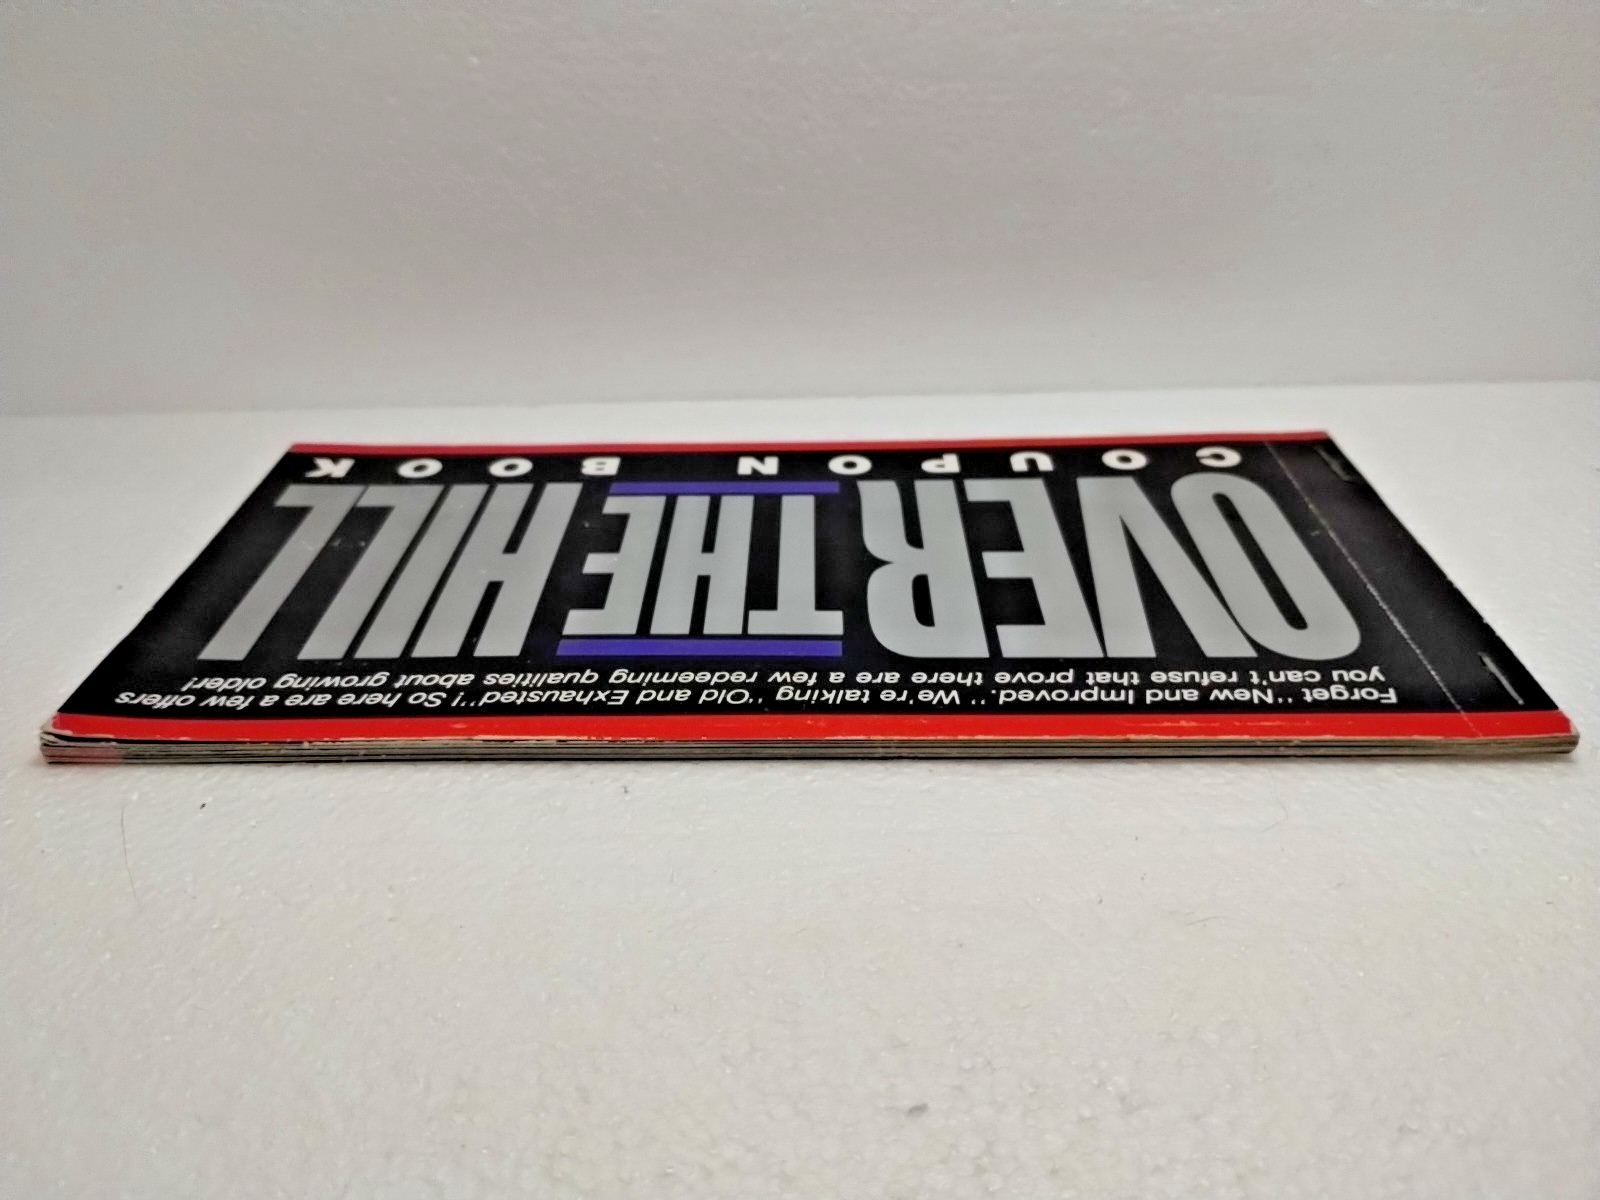 Forget "New and Improved." We're talking "Old and Exhausted"! So here are a few offers
you can't refuse that prove there are a few redeeming qualities about growing older!
OVER THE HILL
COUPON BOOK